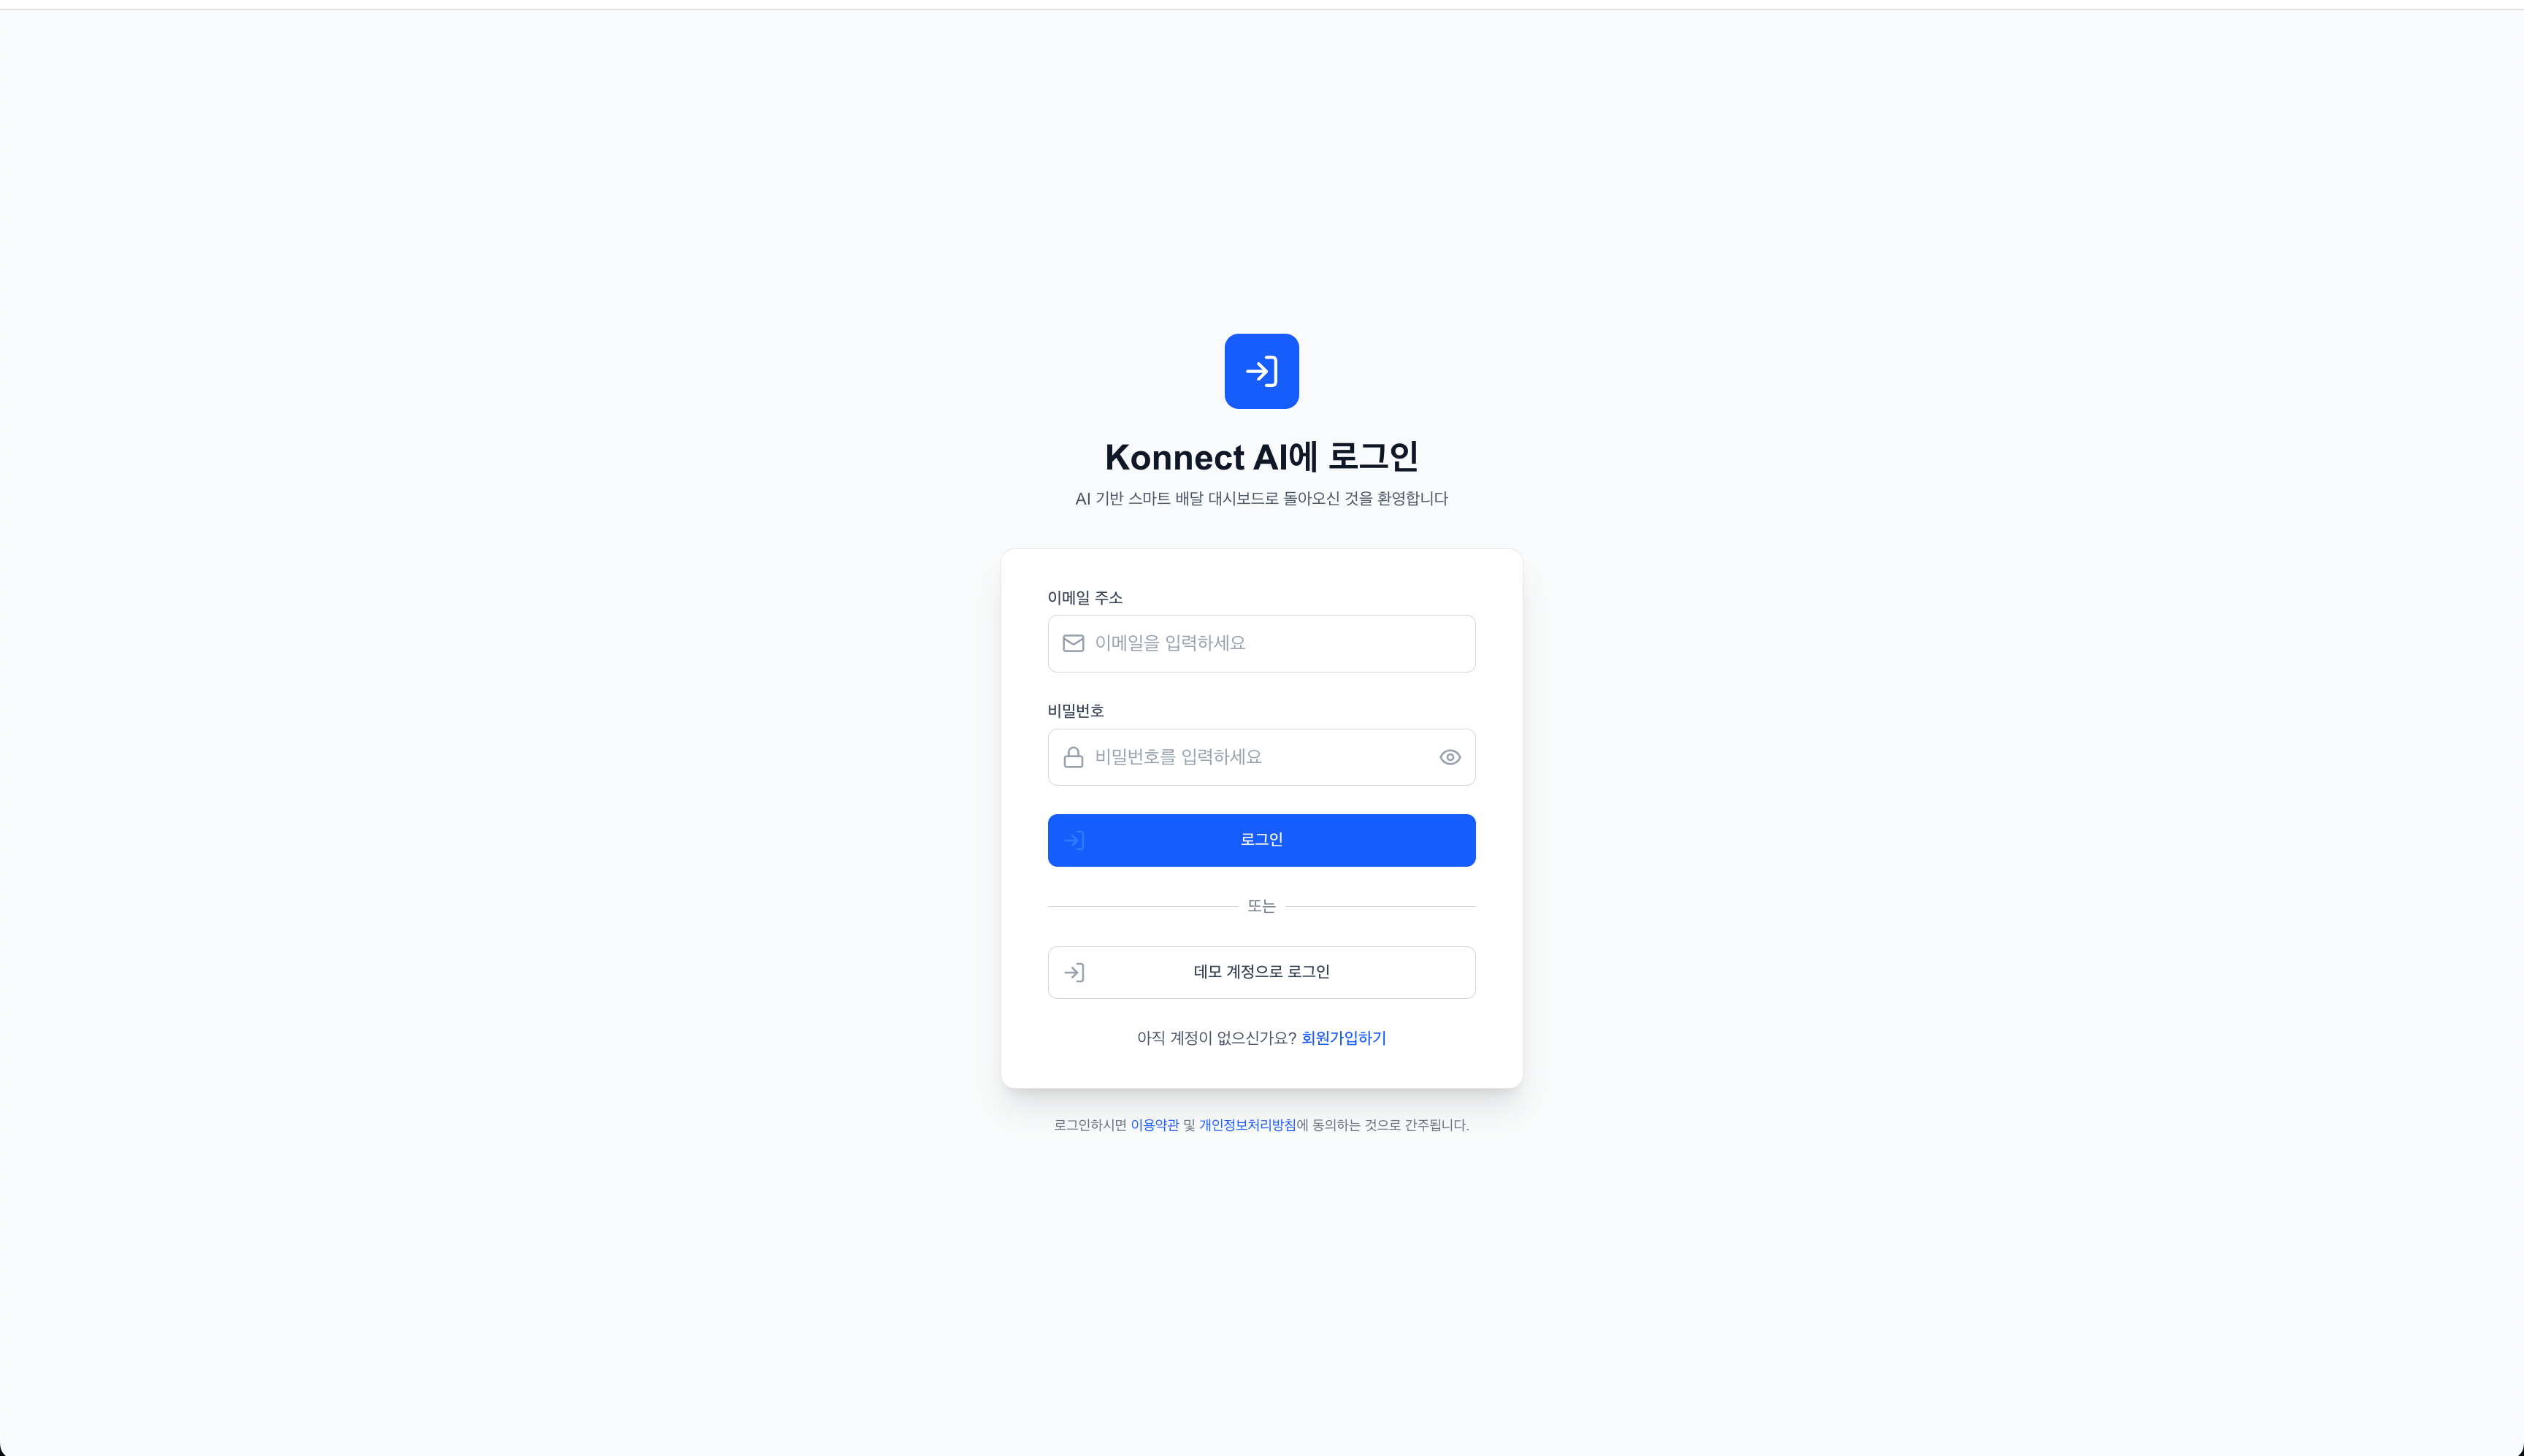 Konnect AI에 로그인
AI 기반 스마트 배달 대시보드로 돌아오신 것을 환영합니다
이메일 주소
이메일을 입력하세요
비밀번호
비밀번호를 입력하세요
로그인
또는
데모 계정으로 로그인
아직 계정이 없으신가요? 회원가입하기
로그인하시면 이용약관 및 개인정보처리방침에 동의하는 것으로 간주됩니다.